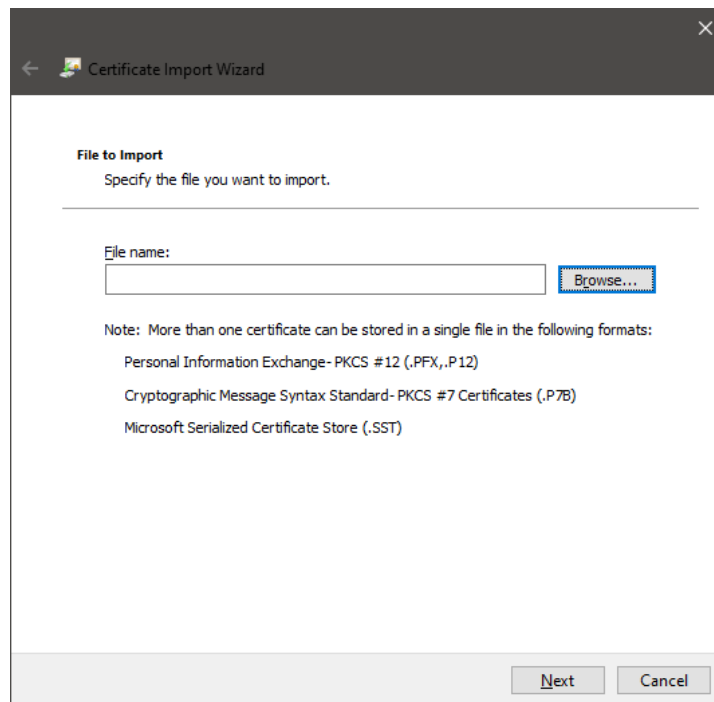 Certificate Import Wizard
File to Import
Specify the file you want to import.
File name:
Browse...
Note: More than one certificate can be stored in a single file in the following formats:
Personal Information Exchange- PKCS #12 (.PFX,.P12)
Cryptographic Message Syntax Standard- PKCS #7 Certificates (.P7B)
Microsoft Serialized Certificate Store (.SST)
Next Cancel